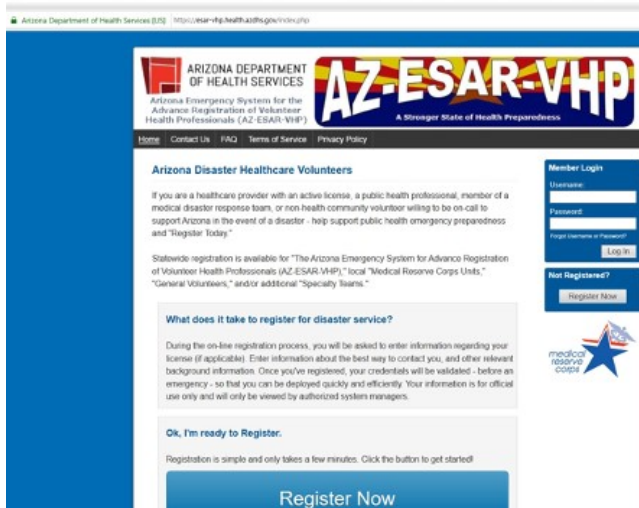 Arizona Department of Health Services [US] https://esar-vhp.health.azdhs.gov/index.php
ARIZONA DEPARTMENT
OF HEALTH SERVICES
Arizona Emergency System for the
Advance Registration of Volunteer
Health Professionals (AZ-ESAR-VHP)
AZ-ESAR-VHP
A Stronger State of Health Preparedness
Home Contact Us FAQ Terms of Service Privacy Policy
Arizona Disaster Healthcare Volunteers
If you are a healthcare provider with an active license, a public health professional, member of a
medical disaster response team, or non-health community volunteer willing to be on-call to
support Arizona in the event of a disaster - help support public health emergency preparedness
and "Register Today."
Statewide registration is available for "The Arizona Emergency System for Advance Registration
of Volunteer Health Professionals (AZ-ESAR-VHP)," local "Medical Reserve Corps Units,"
"General Volunteers," and/or additional "Specialty Teams."
What does it take to register for disaster service?
During the on-line registration process, you will be asked to enter information regarding your
license (if applicable). Enter information about the best way to contact you, and other relevant
background information. Once you've registered, your credentials will be validated - before an
emergency - so that you can be deployed quickly and efficiently. Your information is for official
use only and will only be viewed by authorized system managers.
Ok, I'm ready to Register.
Registration is simple and only takes a few minutes. Click the button to get started!
Register Now
Member Login
Username:
Password:
Forgot Username or Password?
Log In
Not Registered?
Register Now
medical
reserve
corps